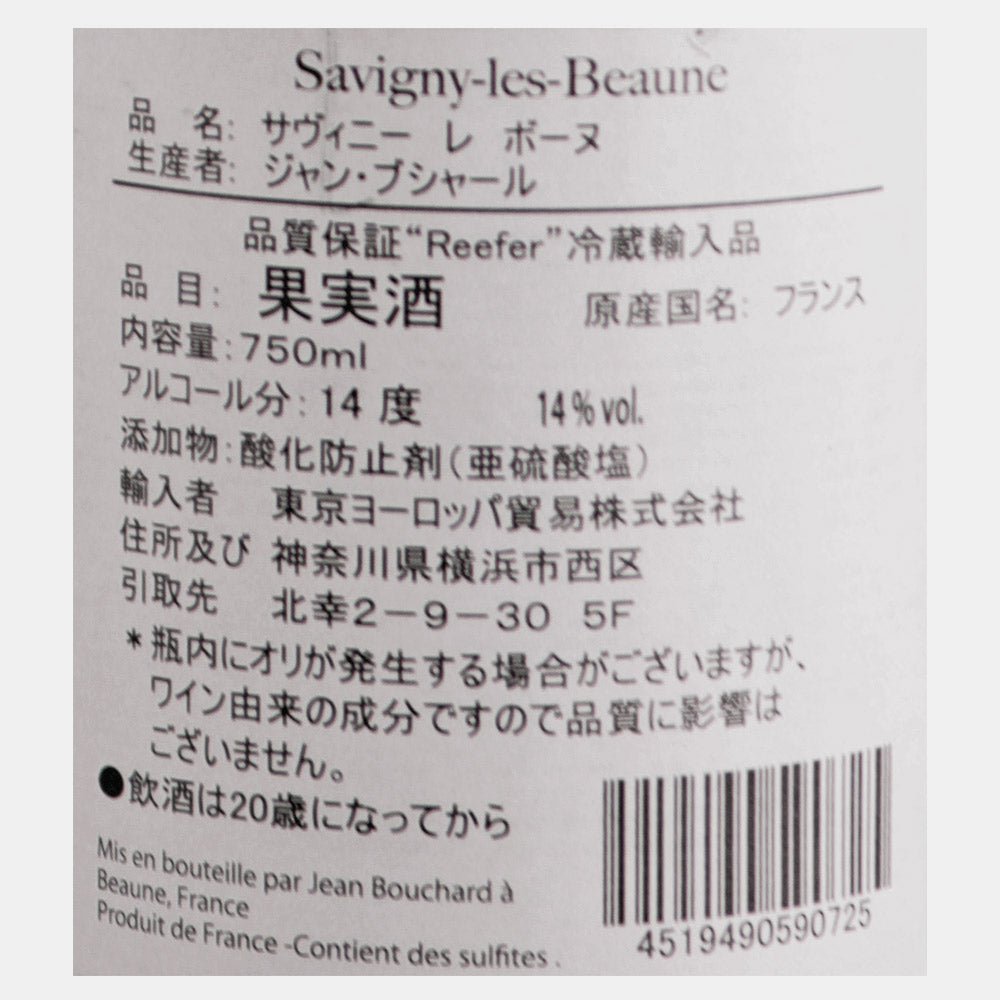 Savigny-les-Beaune
品 名: サヴィニー レ ボーヌ
生産者: ジャン・ブシャール
品質保証“Reefer”冷蔵輸入品
品 目: 果実酒 原産国名: フランス
内容量:750ml
アルコール分:14 度 14%vol.
添加物:酸化防止剤(亜硫酸塩)
輸入者 東京ヨーロッパ貿易株式会社
住所及び 神奈川県横浜市西区
引取先 北幸2-9-30 5F
*瓶内にオリが発生する場合がございますが、
ワイン由来の成分ですので品質に影響は
ございません。
●飲酒は20歳になってから
Mis en bouteille par Jean Bouchard à
Beaune, France
Produit de France -Contient des sulfites .
4519490590725